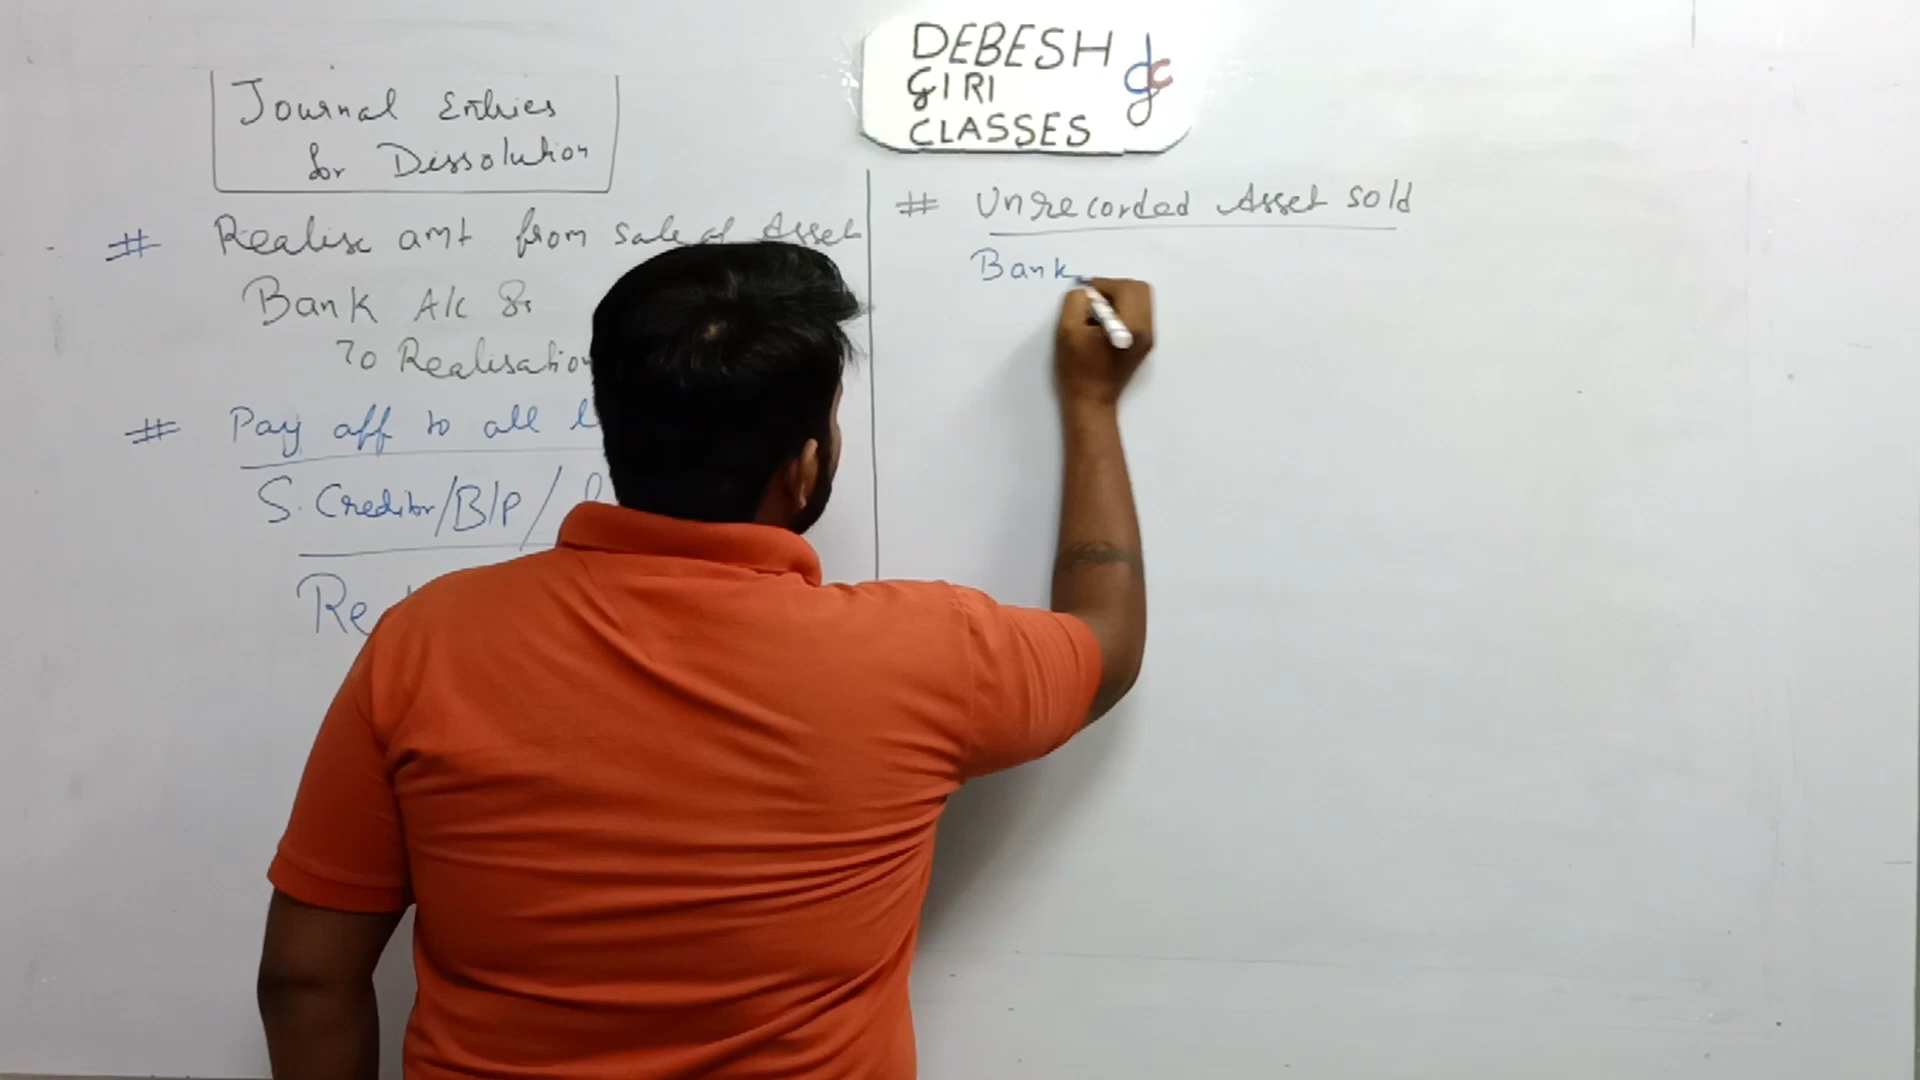 DEBESH
GIRI
CLASSES
dc
Journal Entries
for Dissolution
# Realise amt from sale of Asset
Bank A/c Dr
To Realisation
# Pay off to all
S. Creditor/B/P/
# Unrecorded Asset sold
Bank